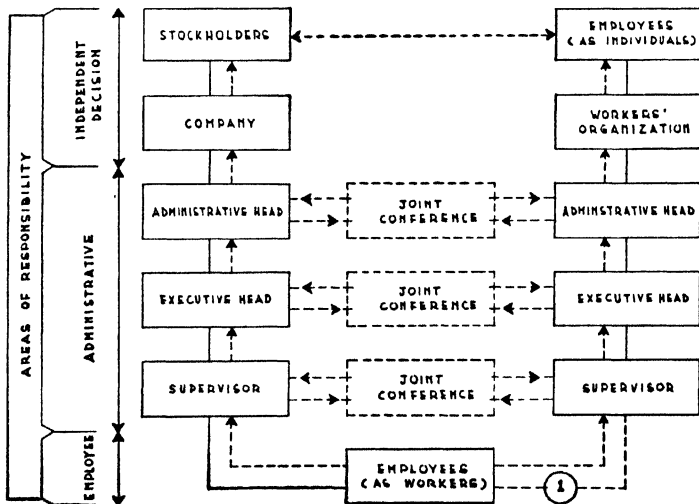 AREAS OF RESPONSIBILITY
INDEPENDENT
DECISION
ADMINISTRATIVE
EMPLOYEE
STOCKHOLDERS
EMPLOYEES
(AS INDIVIDUALS)
COMPANY
WORKERS'
ORGANIZATION
ADMINISTRATIVE HEAD
JOINT
CONFERENCE
ADMINSTRATIVE HEAD
EXECUTIVE HEAD
JOINT
CONFERENCE
EXECUTIVE HEAD
SUPERVISOR
JOINT
CONFERENCE
SUPERVISOR
EMPLOYEES
(AS WORKERS)
1